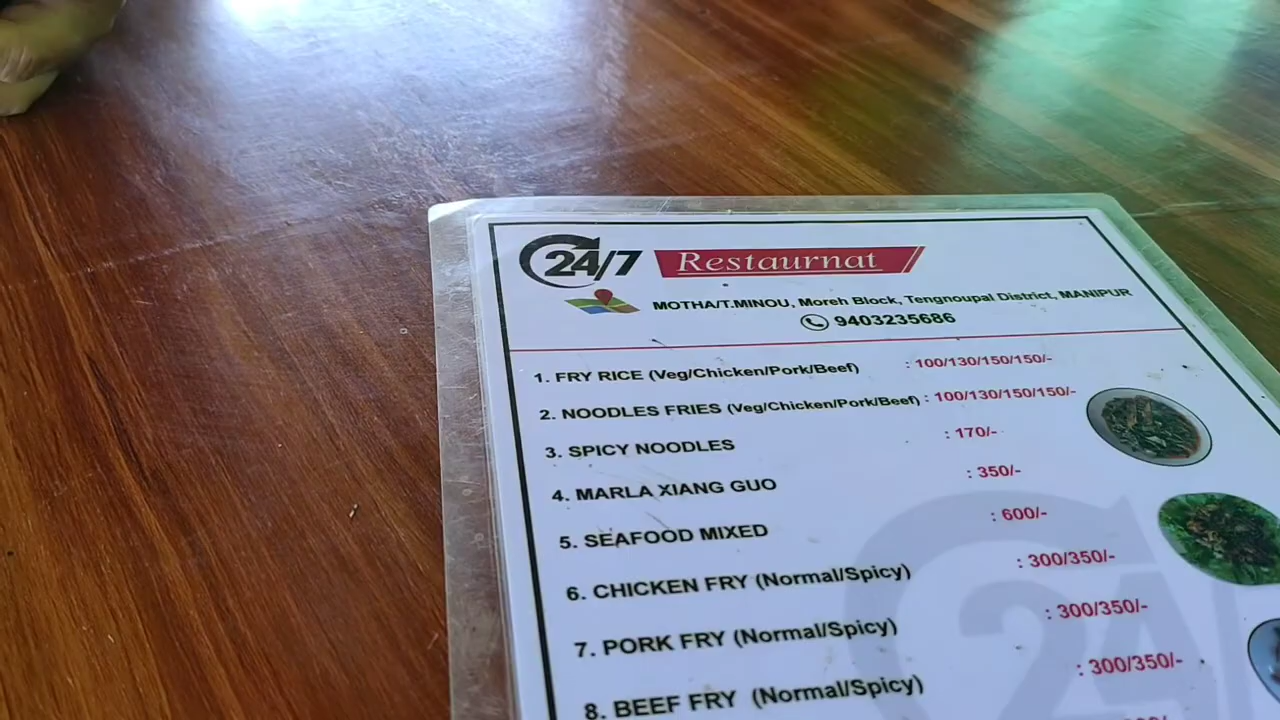 24/7 Restaurnat
MOTHA/T.MINOU, Moreh Block, Tengnoupal District, MANIPUR
9403235686
1. FRY RICE (Veg/Chicken/Pork/Beef) : 100/130/150/150/-
2. NOODLES FRIES (Veg/Chicken/Pork/Beef) : 100/130/150/150/-
3. SPICY NOODLES : 170/-
4. MARLA XIANG GUO : 350/-
5. SEAFOOD MIXED : 600/-
6. CHICKEN FRY (Normal/Spicy) : 300/350/-
7. PORK FRY (Normal/Spicy) : 300/350/-
8. BEEF FRY (Normal/Spicy) : 300/350/-